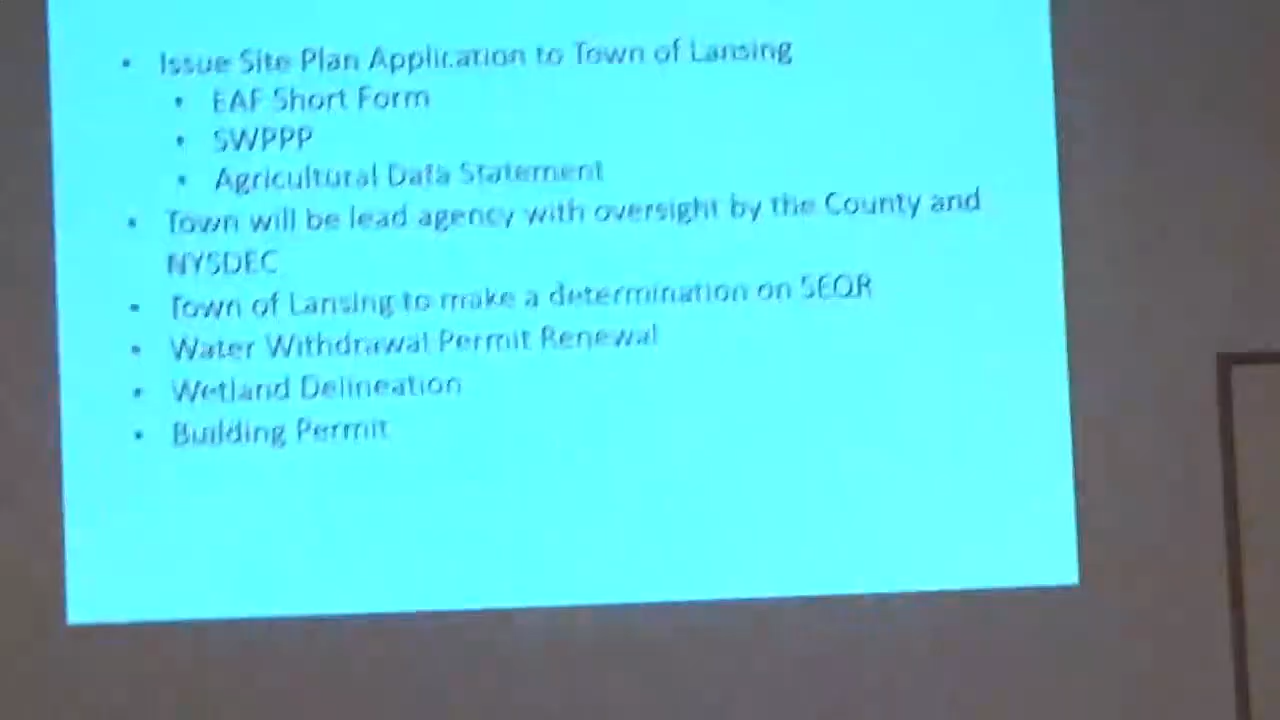 • Issue Site Plan Application to Town of Lansing
• EAF Short Form
• SWPPP
• Agricultural Data Statement
• Town will be lead agency with oversight by the County and
NYSDEC
• Town of Lansing to make a determination on SEQR
• Water Withdrawal Permit Renewal
• Wetland Delineation
• Building Permit